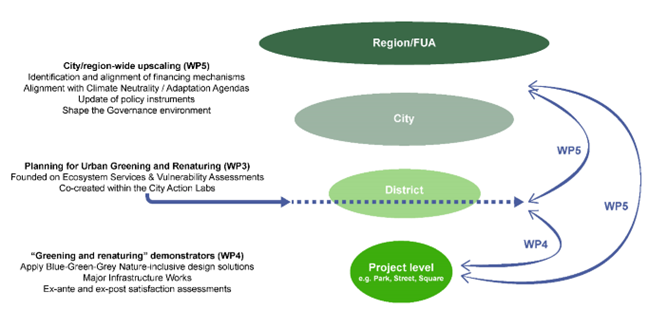 Region/FUA
City/region-wide upscaling (WP5)
Identification and alignment of financing mechanisms
Alignment with Climate Neutrality / Adaptation Agendas
Update of policy instruments
Shape the Governance environment
City
WP5
Planning for Urban Greening and Renaturing (WP3)
Founded on Ecosystem Services & Vulnerability Assessments
Co-created within the City Action Labs
District
WP5
WP4
“Greening and renaturing” demonstrators (WP4)
Apply Blue-Green-Grey Nature-inclusive design solutions
Major Infrastructure Works
Ex-ante and ex-post satisfaction assessments
Project level
e.g. Park, Street, Square